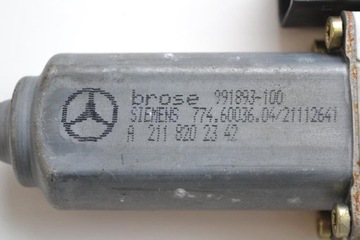 brose 991893-100
SIEMENS 774.60036.04/21112641
A 211 820 23 42